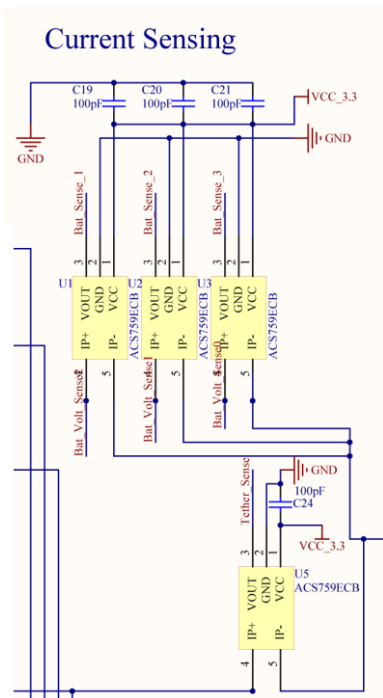 Current Sensing
C19
100pF
C20
100pF
C21
100pF
VCC_3.3
GND
GND
Bat_Sense_1
Bat_Sense_2
Bat_Sense_3
3
2
1
3
2
1
3
2
1
U1
VOUT
GND
VCC
IP+
IP-
ACS759ECB
U2
VOUT
GND
VCC
IP+
IP-
ACS759ECB
U3
VOUT
GND
VCC
IP+
IP-
ACS759ECB
5
5
5
Bat_Volt_Sense1
Bat_Volt_Sense0
Tether_Sense
GND
100pF
C24
VCC_3.3
3
2
1
U5
ACS759ECB
VOUT
GND
VCC
IP+
IP-
4
5